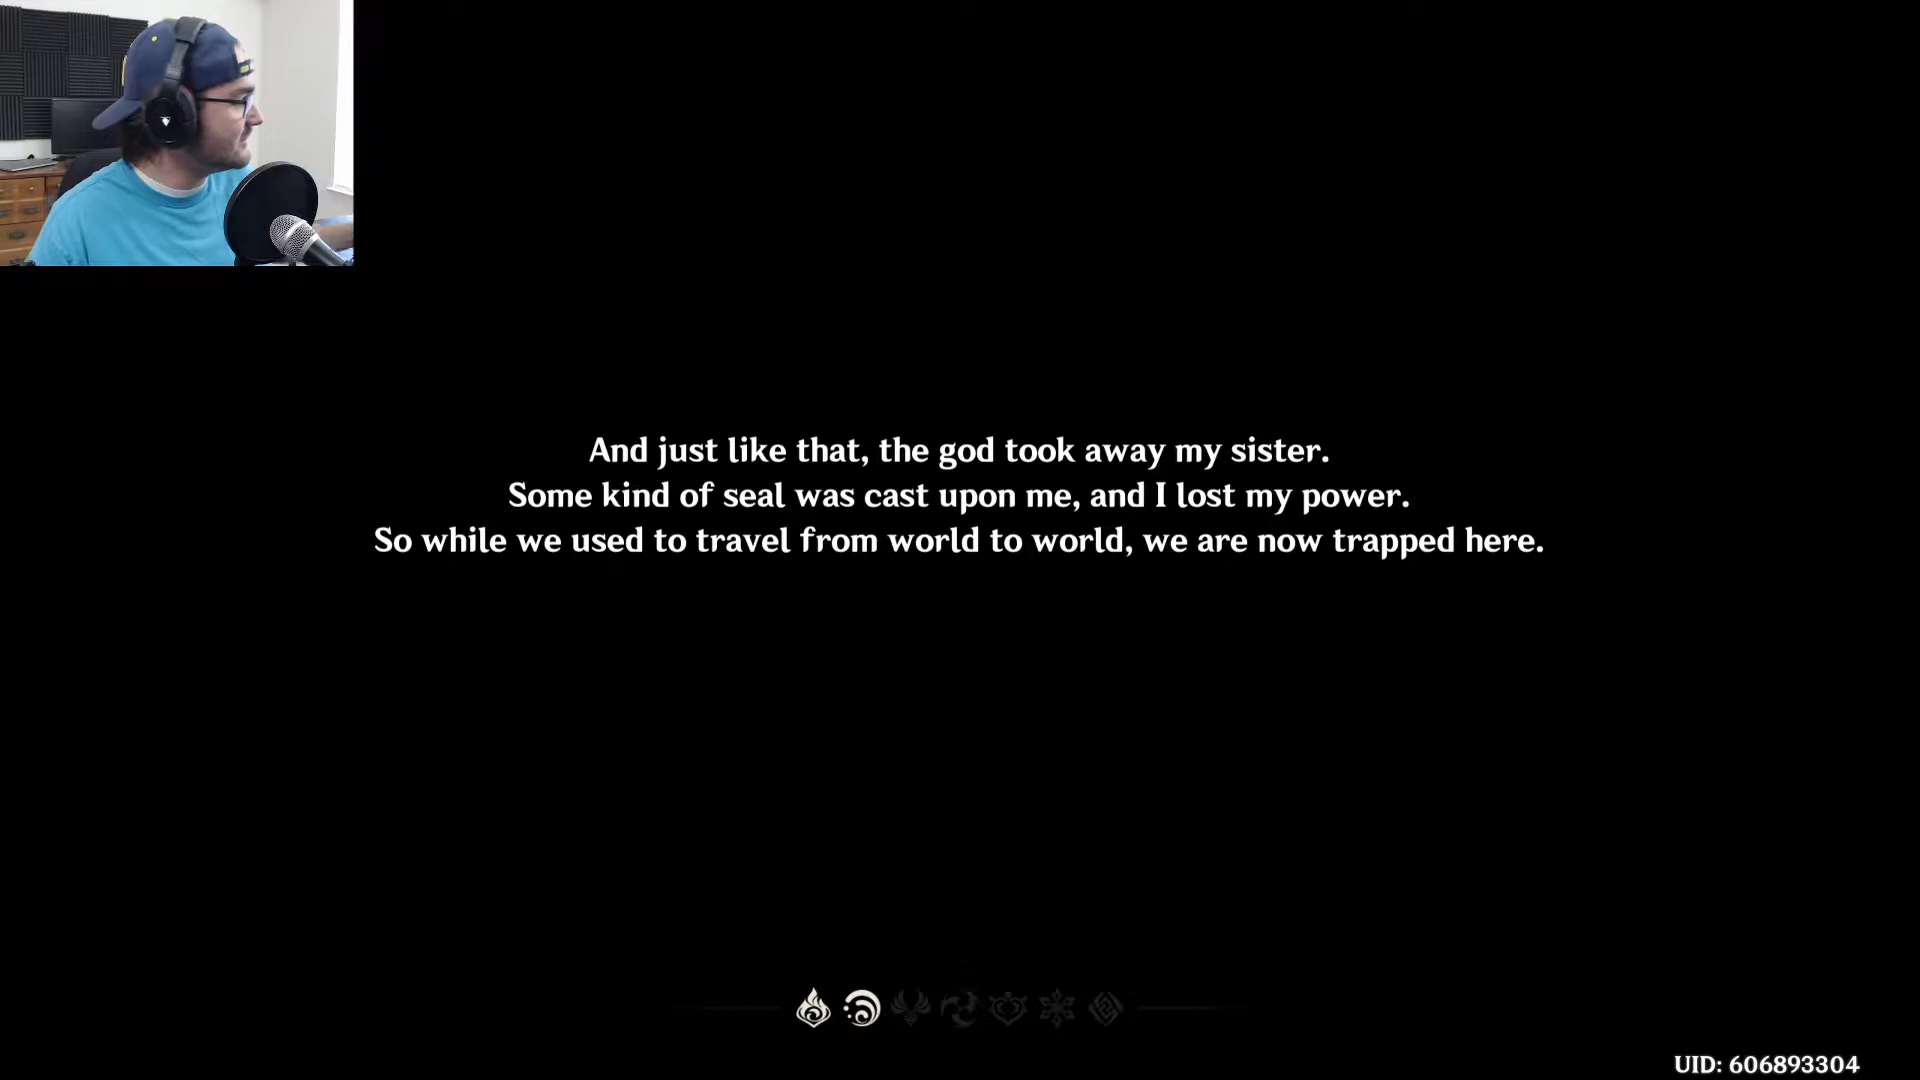 And just like that, the god took away my sister.
Some kind of seal was cast upon me, and I lost my power.
So while we used to travel from world to world, we are now trapped here.
UID: 606893304